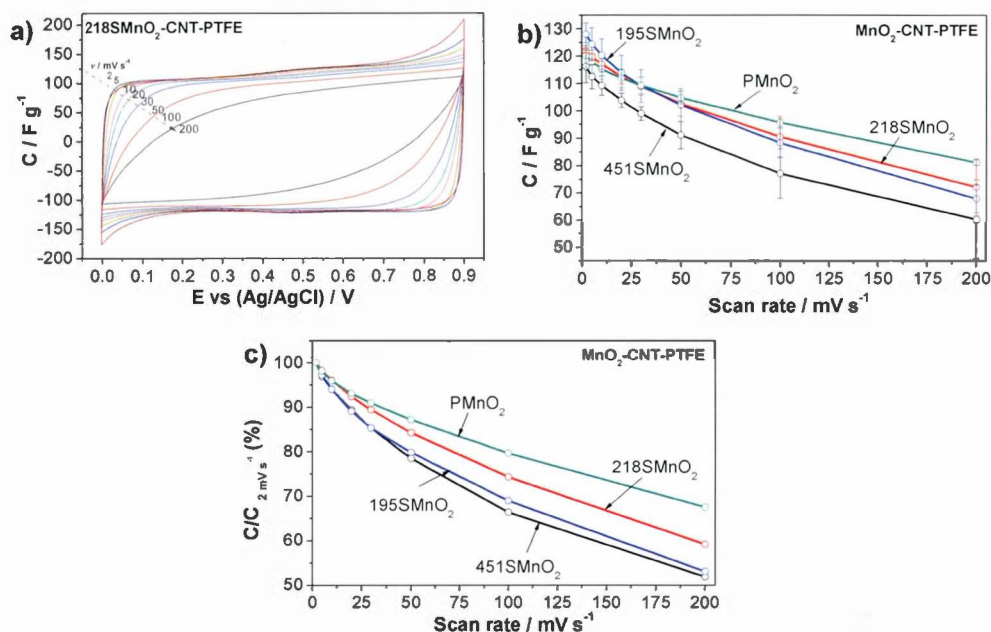 a)
218SMnO₂-CNT-PTFE
ν / mV s⁻¹
2
5
10
20
30
50
100
200
C / F g⁻¹
200
150
100
50
0
-50
-100
-150
-200
0.0 0.1 0.2 0.3 0.4 0.5 0.6 0.7 0.8 0.9
E vs (Ag/AgCl) / V
b)
MnO₂-CNT-PTFE
195SMnO₂
PMnO₂
218SMnO₂
451SMnO₂
C / F g⁻¹
130
120
110
100
90
80
70
60
50
0 25 50 75 100 125 150 175 200
Scan rate / mV s⁻¹
c)
MnO₂-CNT-PTFE
PMnO₂
218SMnO₂
195SMnO₂
451SMnO₂
C/C 2 mV s⁻¹ (%)
100
90
80
70
60
50
0 25 50 75 100 125 150 175 200
Scan rate / mV s⁻¹